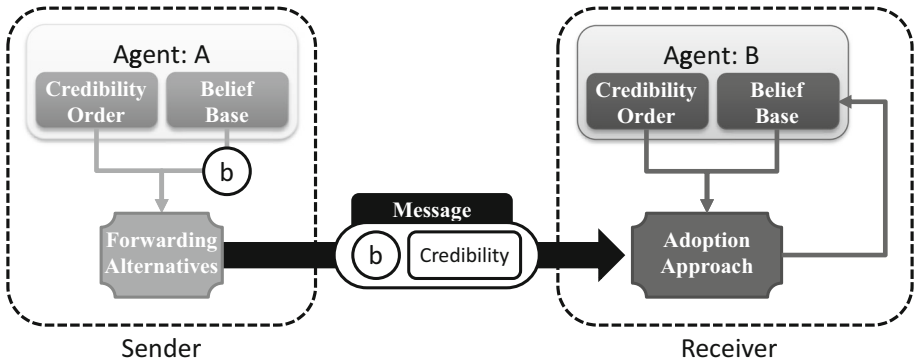 Agent: A
Credibility Order
Belief Base
b
Forwarding Alternatives
Sender
Message
b
Credibility
Agent: B
Credibility Order
Belief Base
Adoption Approach
Receiver